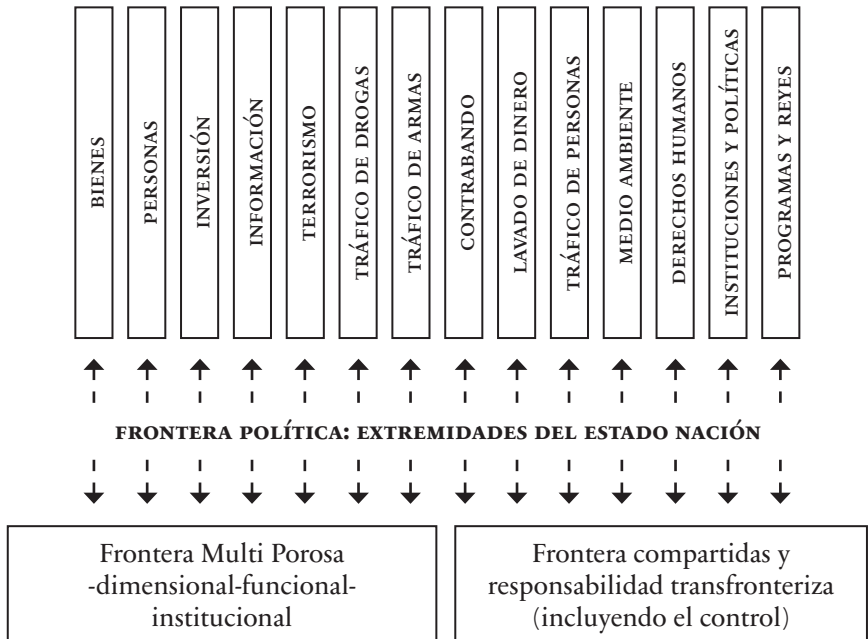 BIENES
PERSONAS
INVERSIÓN
INFORMACIÓN
TERRORISMO
TRÁFICO DE DROGAS
TRÁFICO DE ARMAS
CONTRABANDO
LAVADO DE DINERO
TRÁFICO DE PERSONAS
MEDIO AMBIENTE
DERECHOS HUMANOS
INSTITUCIONES Y POLÍTICAS
PROGRAMAS Y REYES
FRONTERA POLÍTICA: EXTREMIDADES DEL ESTADO NACIÓN
Frontera Multi Porosa
-dimensional-funcional-
institucional
Frontera compartidas y
responsabilidad transfronteriza
(incluyendo el control)